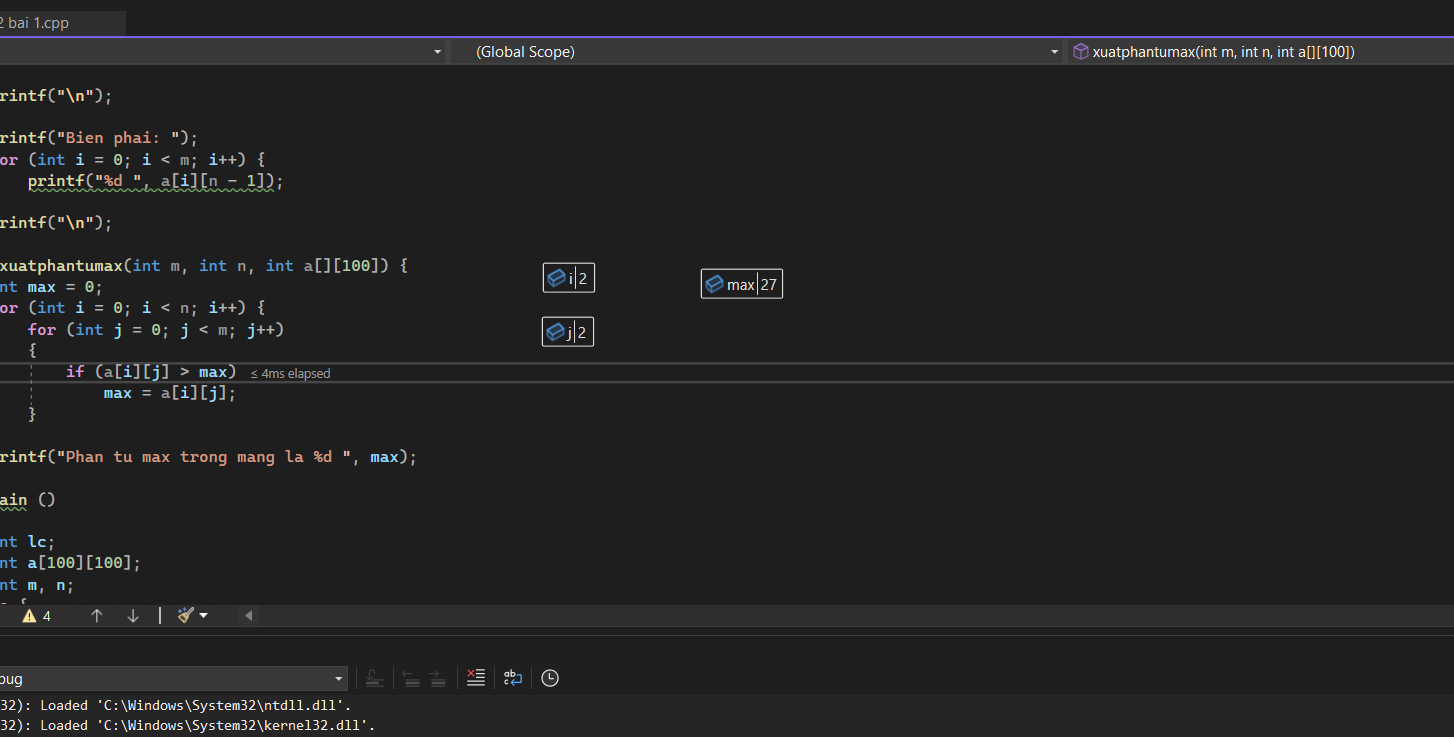 2 bai 1.cpp
(Global Scope) xuatphantumax(int m, int n, int a[][100])
rintf("\n");
rintf("Bien phai: ");
or (int i = 0; i < m; i++) {
printf("%d ", a[i][n - 1]);
rintf("\n");
xuatphantumax(int m, int n, int a[][100]) {
nt max = 0;
or (int i = 0; i < n; i++) {
for (int j = 0; j < m; j++)
{
if (a[i][j] > max) ≤ 4ms elapsed
max = a[i][j];
}
rintf("Phan tu max trong mang la %d ", max);
ain ()
nt lc;
nt a[100][100];
nt m, n;
i 2
max 27
j 2
4
bug
32): Loaded 'C:\Windows\System32\ntdll.dll'.
32): Loaded 'C:\Windows\System32\kernel32.dll'.